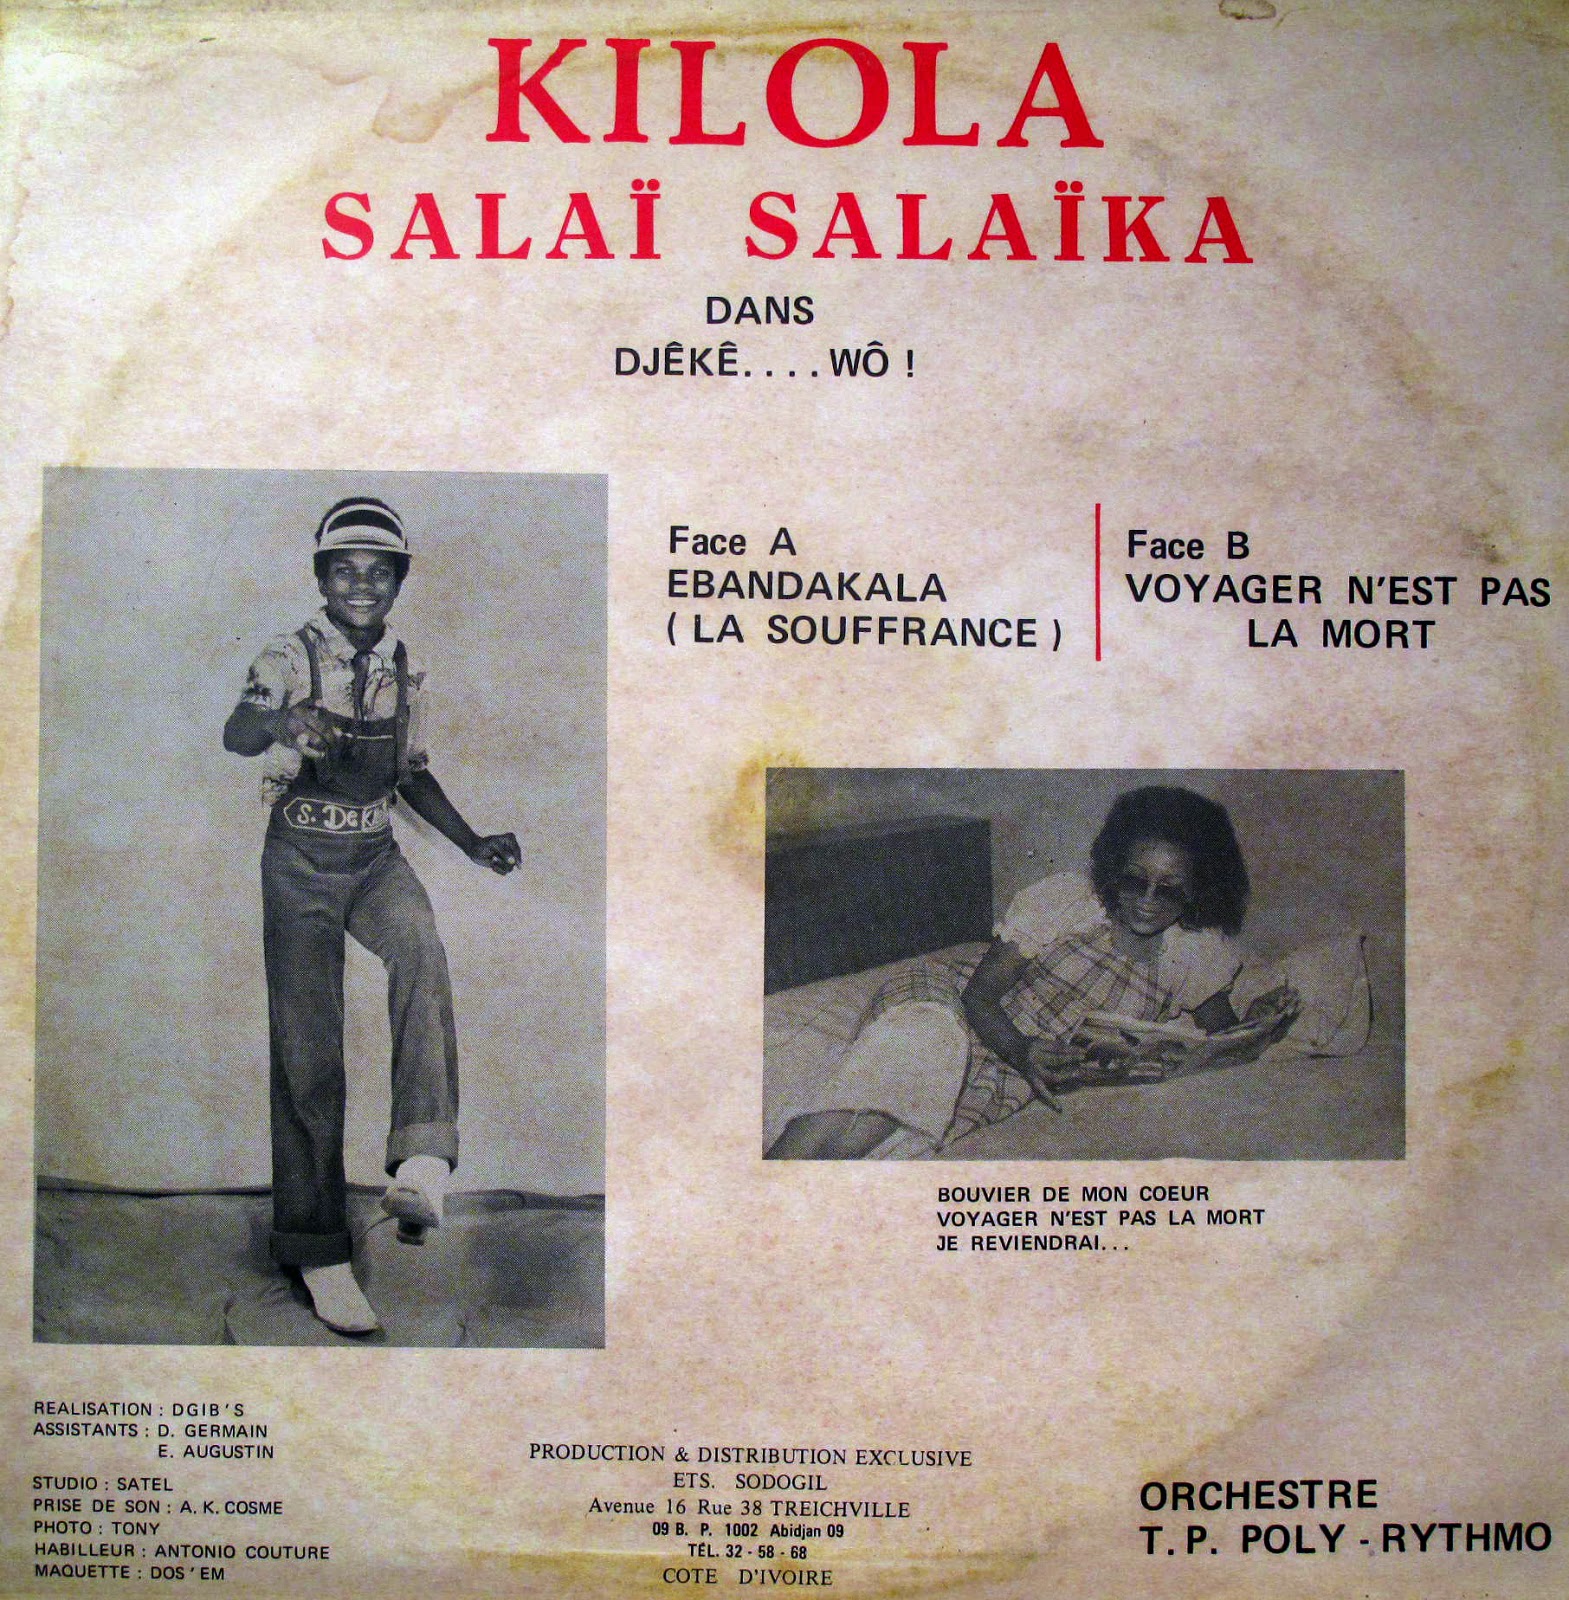 KILOLA
SALAÏ SALAÏKA
DANS
DJÊKÊ....WÔ !
Face A
EBANDAKALA
( LA SOUFFRANCE )
Face B
VOYAGER N'EST PAS
LA MORT
S. De
BOUVIER DE MON COEUR
VOYAGER N'EST PAS LA MORT
JE REVIENDRAI...
REALISATION : DGIB'S
ASSISTANTS : D. GERMAIN
E. AUGUSTIN
STUDIO : SATEL
PRISE DE SON : A. K. COSME
PHOTO : TONY
HABILLEUR : ANTONIO COUTURE
MAQUETTE : DOS'EM
PRODUCTION & DISTRIBUTION EXCLUSIVE
ETS. SODOGIL
Avenue 16 Rue 38 TREICHVILLE
09 B. P. 1002 Abidjan 09
TÉL. 32 - 58 - 68
COTE D'IVOIRE
ORCHESTRE
T. P. POLY - RYTHMO